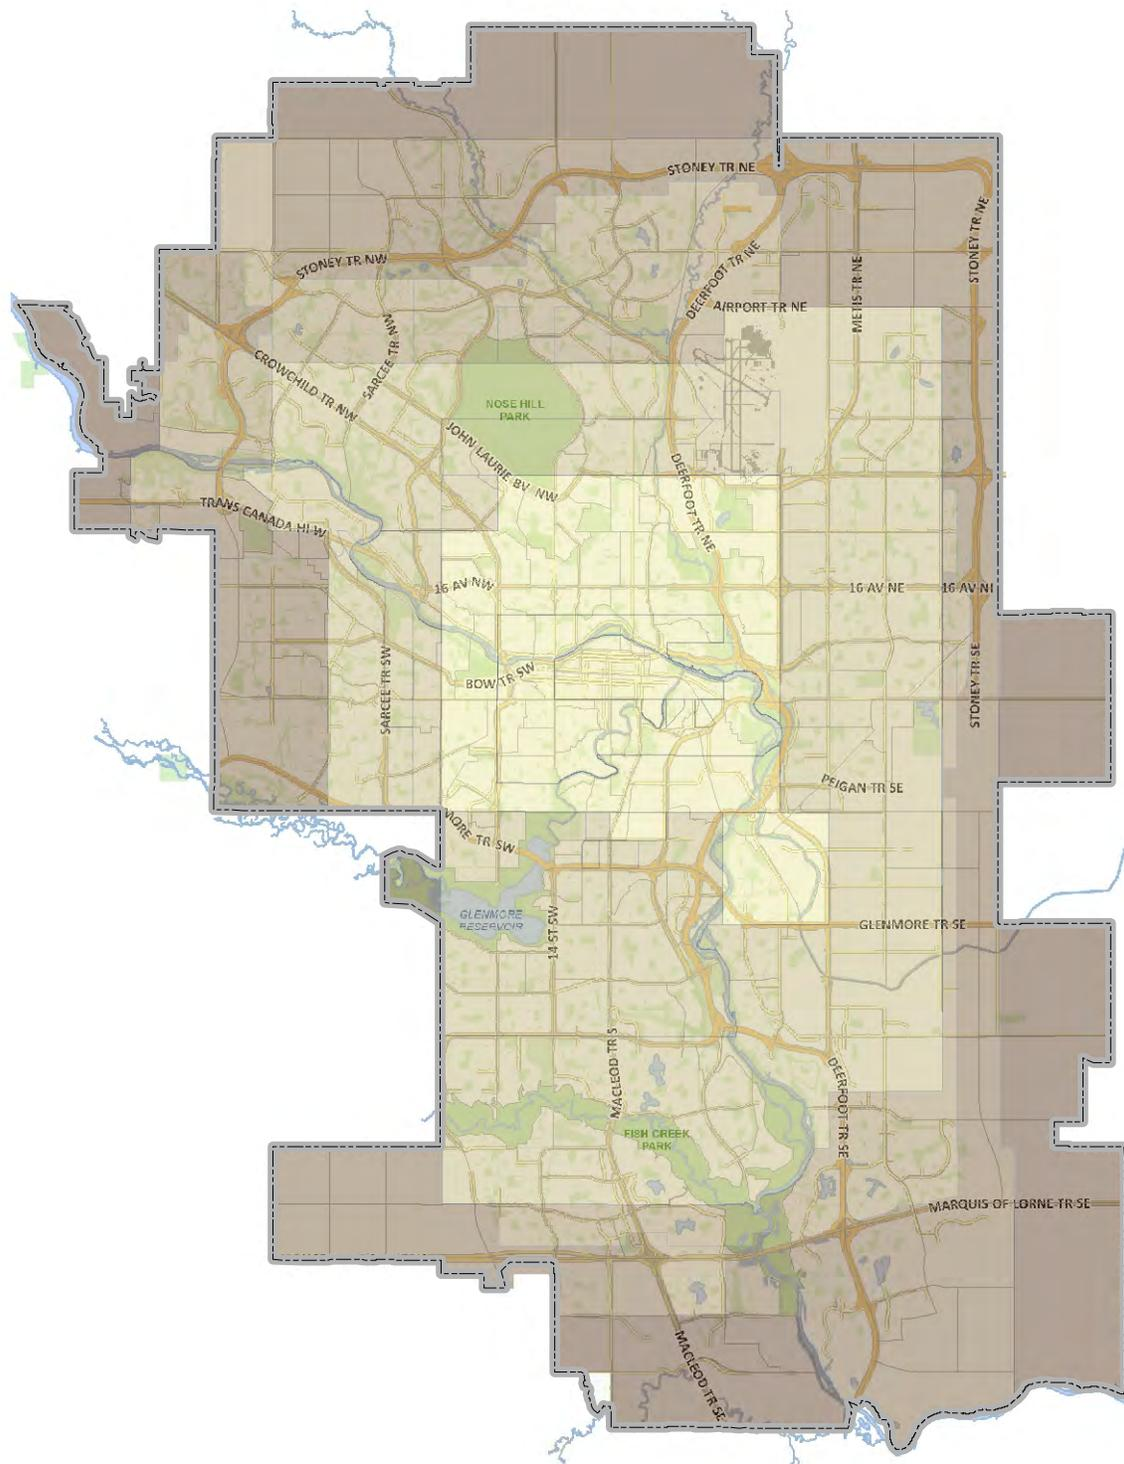 STONEY TR NE
STONEY TR NE
DEERFOOT TR NE
STONEY TR NW
METIS TR NE
AIRPORT TR NE
SARCEE TR NW
CROWCHILD TR NW
NOSE HILL
PARK
JOHN LAURIE BV NW
DEERFOOT TR NE
TRANS CANADA HI W
16 AV NW
16 AV NE
16 AV NE
BOW TR SW
SARCEE TR SW
STONEY TR SE
PEIGAN TR SE
MORE TR SW
GLENMORE
RESERVOIR
14 ST SW
GLENMORE TR SE
MACLEOD TR S
DEERFOOT TR SE
FISH CREEK
PARK
MARQUIS OF LORNE TR SE
MACLEOD TR SE